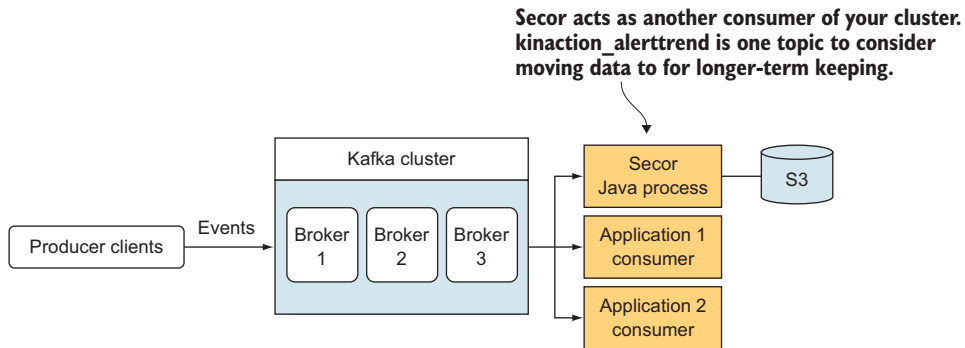 Secor acts as another consumer of your cluster.
kinaction_alerttrend is one topic to consider
moving data to for longer-term keeping.
Kafka cluster
Secor
Java process
S3
Producer clients
Events
Broker
1
Broker
2
Broker
3
Application 1
consumer
Application 2
consumer